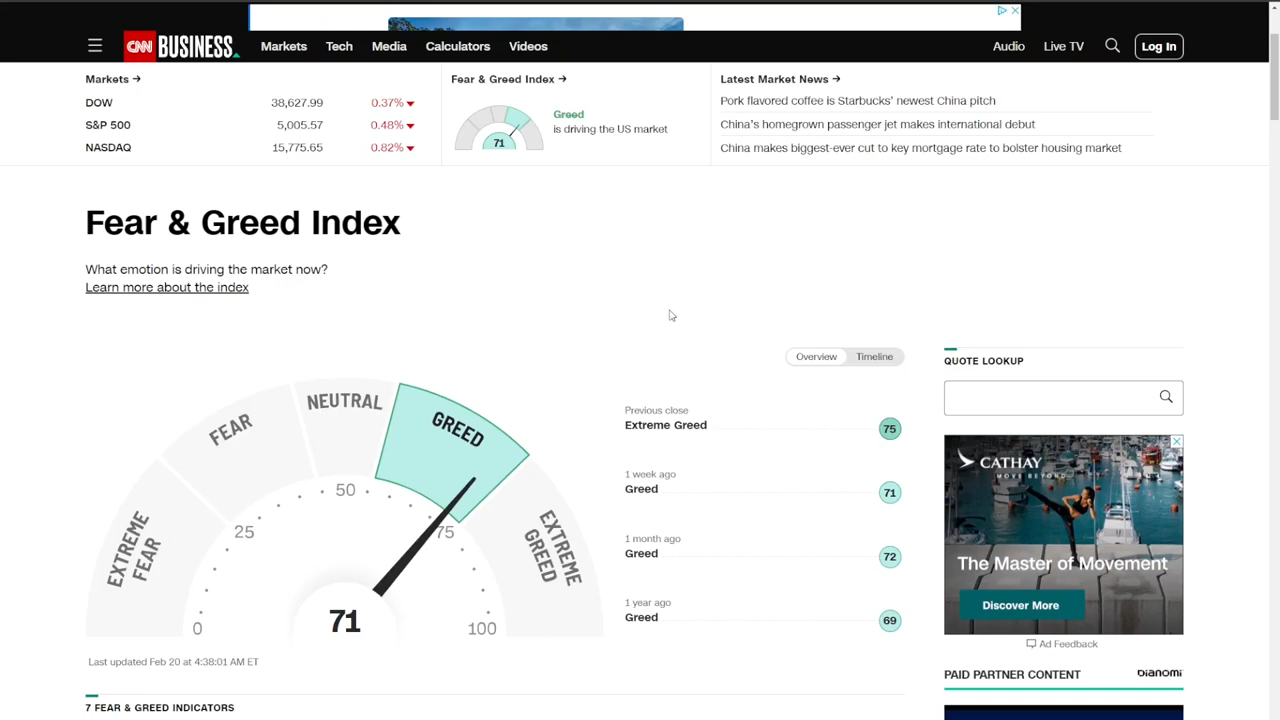 CNN BUSINESS
Markets Tech Media Calculators Videos
Audio Live TV Log In
Markets →
DOW 38,627.99 0.37%
S&P 500 5,005.57 0.48%
NASDAQ 15,775.65 0.82%
Fear & Greed Index →
Greed
is driving the US market
71
Latest Market News →
Pork flavored coffee is Starbucks’ newest China pitch
China’s homegrown passenger jet makes international debut
China makes biggest-ever cut to key mortgage rate to bolster housing market
Fear & Greed Index
What emotion is driving the market now?
Learn more about the index
Overview Timeline
EXTREME
FEAR
FEAR
NEUTRAL
GREED
EXTREME
GREED
0
25
50
75
100
71
Last updated Feb 20 at 4:38:01 AM ET
Previous close
Extreme Greed 75
1 week ago
Greed 71
1 month ago
Greed 72
1 year ago
Greed 69
QUOTE LOOKUP
CATHAY
MOVE BEYOND
The Master of Movement
Discover More
Ad Feedback
PAID PARTNER CONTENT bianomi
7 FEAR & GREED INDICATORS